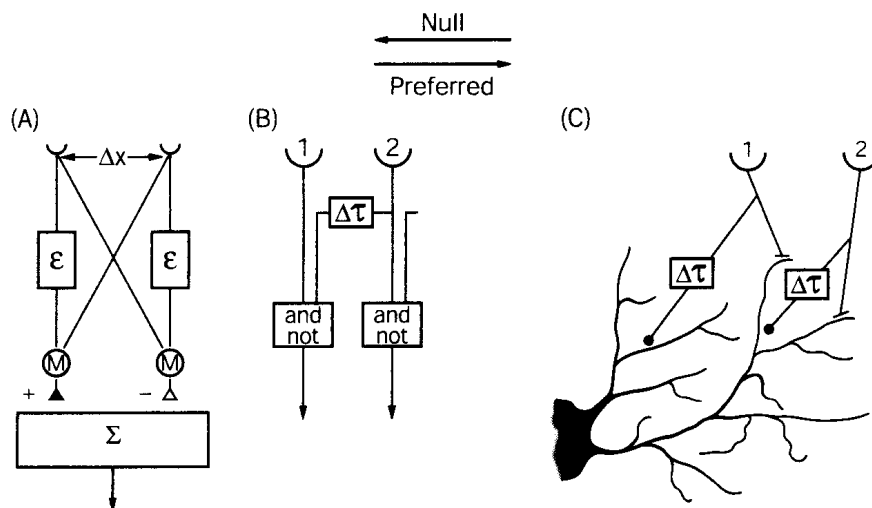 Null
Preferred
(A)
Δx
ε
ε
M
M
+
−
Σ
(B)
1
2
Δτ
and
not
and
not
(C)
1
2
Δτ
Δτ